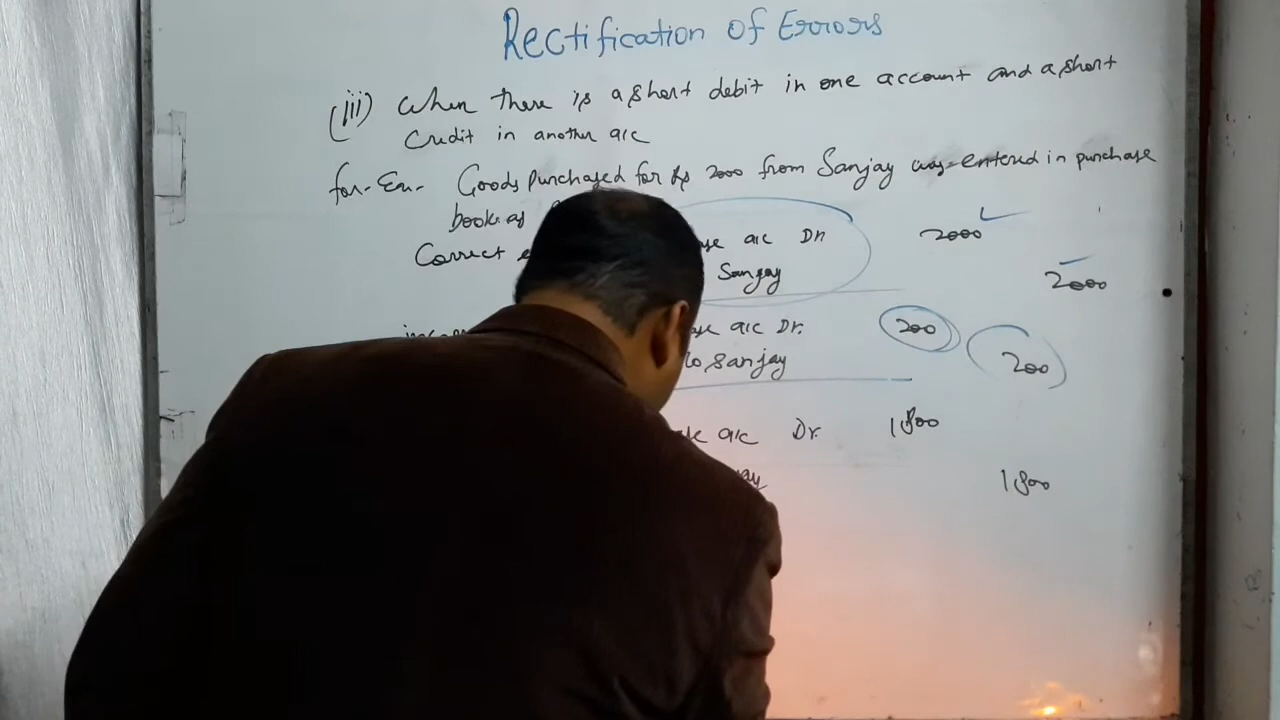 Rectification of Errors
(iii) When there is a short debit in one account and a short
Credit in another a/c
for- Ex- Goods purchased for Rs 2000 from Sanjay was entered in purchase
book as
Correct a/c Dr 2000
Sanjay 2000
a/c Dr. 200
to Sanjay 200
a/c Dr. 1800
1800